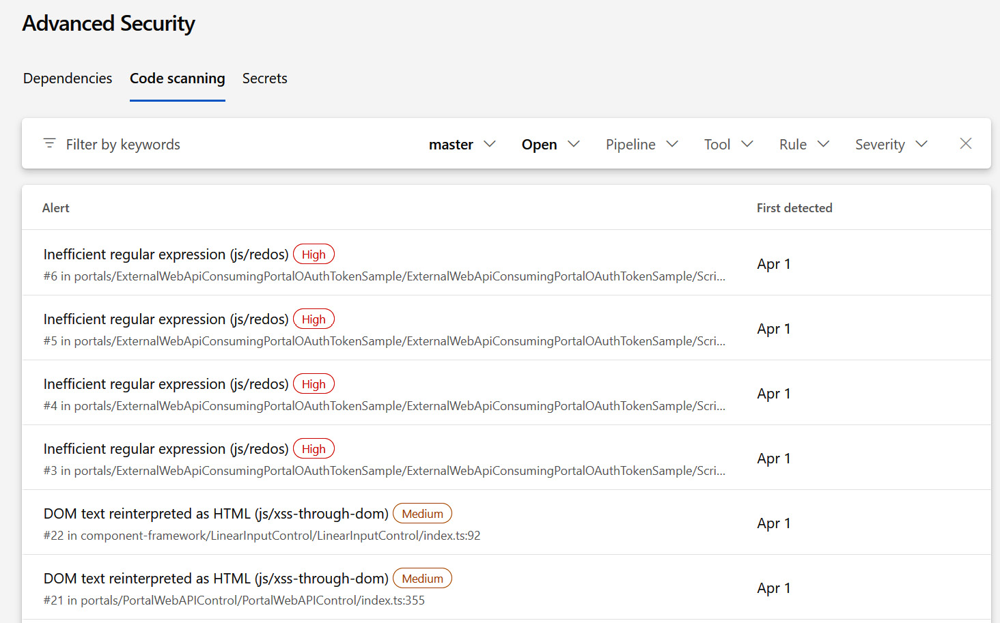 Advanced Security
Dependencies Code scanning Secrets
Filter by keywords master Open Pipeline Tool Rule Severity
Alert First detected
Inefficient regular expression (js/redos) High
#6 in portals/ExternalWebApiConsumingPortalOAuthTokenSample/ExternalWebApiConsumingPortalOAuthTokenSample/Scri...
Apr 1
Inefficient regular expression (js/redos) High
#5 in portals/ExternalWebApiConsumingPortalOAuthTokenSample/ExternalWebApiConsumingPortalOAuthTokenSample/Scri...
Apr 1
Inefficient regular expression (js/redos) High
#4 in portals/ExternalWebApiConsumingPortalOAuthTokenSample/ExternalWebApiConsumingPortalOAuthTokenSample/Scri...
Apr 1
Inefficient regular expression (js/redos) High
#3 in portals/ExternalWebApiConsumingPortalOAuthTokenSample/ExternalWebApiConsumingPortalOAuthTokenSample/Scri...
Apr 1
DOM text reinterpreted as HTML (js/xss-through-dom) Medium
#22 in component-framework/LinearInputControl/LinearInputControl/index.ts:92
Apr 1
DOM text reinterpreted as HTML (js/xss-through-dom) Medium
#21 in portals/PortalWebAPIControl/PortalWebAPIControl/index.ts:355
Apr 1